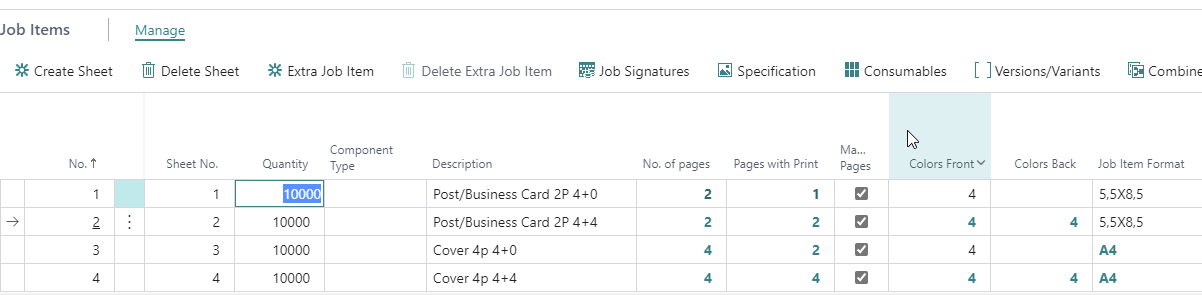 Job Items Manage
Create Sheet Delete Sheet Extra Job Item Delete Extra Job Item Job Signatures Specification Consumables Versions/Variants Combine
No. ↑ Sheet No. Quantity Component Type Description No. of pages Pages with Print Ma... Pages Colors Front Colors Back Job Item Format
1 1 10000 Post/Business Card 2P 4+0 2 1 4 5,5X8,5
2 2 10000 Post/Business Card 2P 4+4 2 2 4 4 5,5X8,5
3 3 10000 Cover 4p 4+0 4 2 4 A4
4 4 10000 Cover 4p 4+4 4 4 4 4 A4